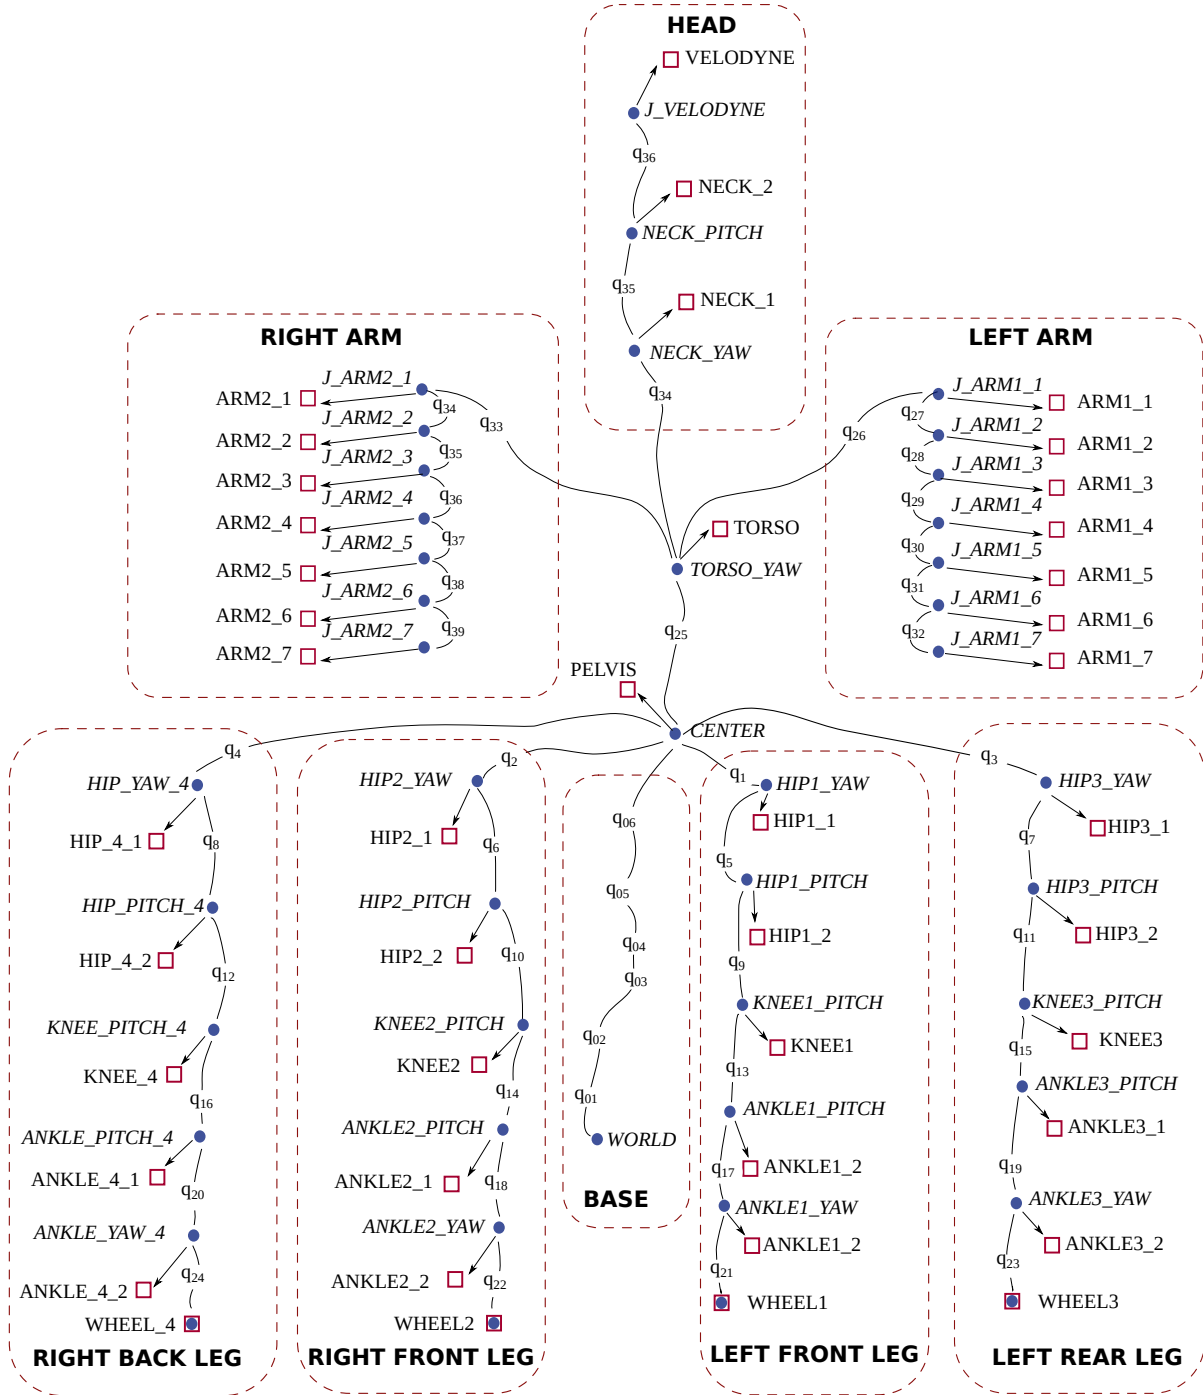 HEAD
VELODYNE
J_VELODYNE
q36
NECK_2
NECK_PITCH
q35
NECK_1
NECK_YAW
q34
RIGHT ARM
J_ARM2_1
ARM2_1
q34
q33
J_ARM2_2
ARM2_2
q35
J_ARM2_3
ARM2_3
q36
J_ARM2_4
ARM2_4
q37
J_ARM2_5
ARM2_5
q38
J_ARM2_6
ARM2_6
q39
J_ARM2_7
ARM2_7
LEFT ARM
J_ARM1_1
ARM1_1
q27
q26
J_ARM1_2
ARM1_2
q28
J_ARM1_3
ARM1_3
q29
J_ARM1_4
ARM1_4
q30
J_ARM1_5
ARM1_5
q31
J_ARM1_6
ARM1_6
q32
J_ARM1_7
ARM1_7
TORSO
TORSO_YAW
q25
PELVIS
CENTER
q4
HIP_YAW_4
HIP_4_1
q8
HIP_PITCH_4
HIP_4_2
q12
KNEE_PITCH_4
KNEE_4
q16
ANKLE_PITCH_4
ANKLE_4_1
q20
ANKLE_YAW_4
q24
ANKLE_4_2
WHEEL_4
RIGHT BACK LEG
q2
HIP2_YAW
HIP2_1
q6
HIP2_PITCH
HIP2_2
q10
KNEE2_PITCH
KNEE2
q14
ANKLE2_PITCH
ANKLE2_1
q18
ANKLE2_YAW
ANKLE2_2
q22
WHEEL2
RIGHT FRONT LEG
q06
q05
q04
q03
q02
q01
WORLD
BASE
q1
HIP1_YAW
HIP1_1
q5
HIP1_PITCH
HIP1_2
q9
KNEE1_PITCH
KNEE1
q13
ANKLE1_PITCH
q17
ANKLE1_2
ANKLE1_YAW
ANKLE1_2
q21
WHEEL1
LEFT FRONT LEG
q3
HIP3_YAW
HIP3_1
q7
HIP3_PITCH
q11
HIP3_2
KNEE3_PITCH
KNEE3
q15
ANKLE3_PITCH
ANKLE3_1
q19
ANKLE3_YAW
ANKLE3_2
q23
WHEEL3
LEFT REAR LEG